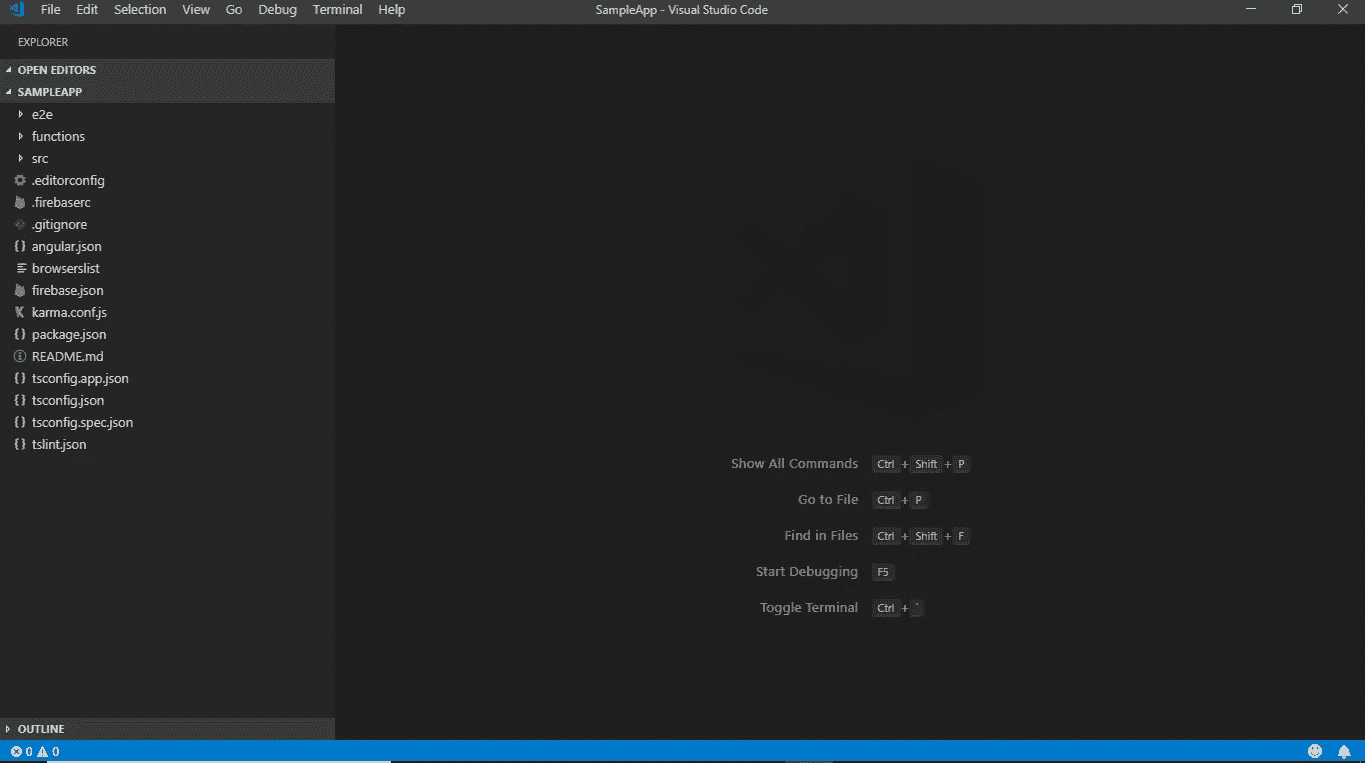 File Edit Selection View Go Debug Terminal Help SampleApp - Visual Studio Code
EXPLORER
OPEN EDITORS
SAMPLEAPP
e2e
functions
src
.editorconfig
.firebaserc
.gitignore
angular.json
browserslist
firebase.json
karma.conf.js
package.json
README.md
tsconfig.app.json
tsconfig.json
tsconfig.spec.json
tslint.json
Show All Commands Ctrl + Shift + P
Go to File Ctrl + P
Find in Files Ctrl + Shift + F
Start Debugging F5
Toggle Terminal Ctrl + `
OUTLINE
0 0